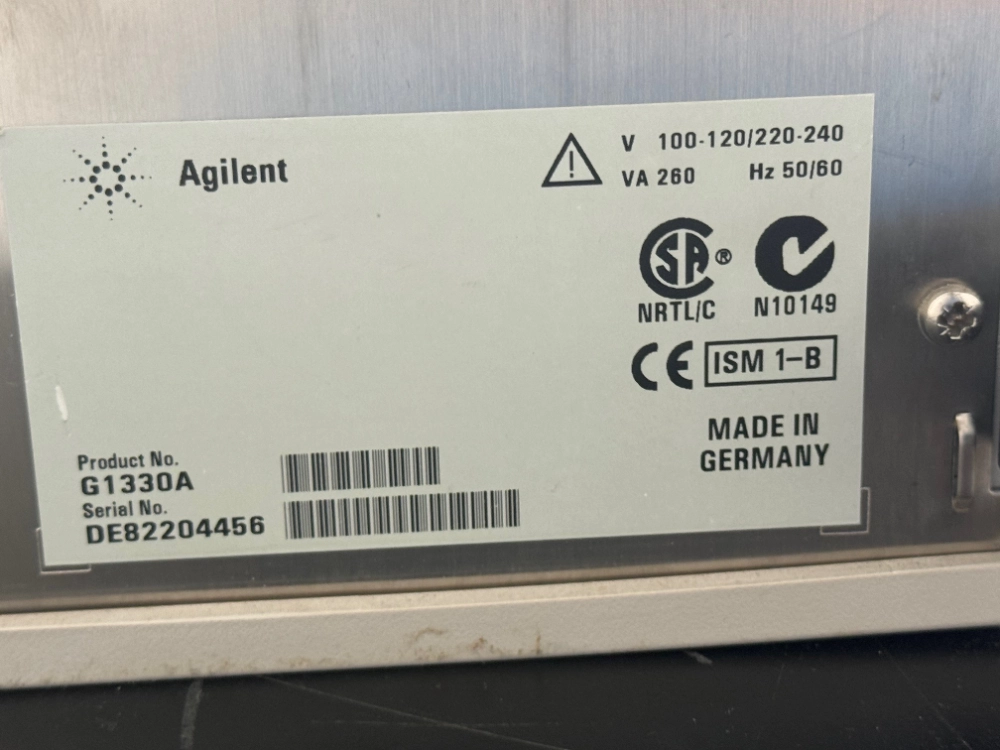 Agilent
V 100-120/220-240
VA 260 Hz 50/60
SA ®
NRTL/C N10149
CE ISM 1-B
MADE IN
GERMANY
Product No.
G1330A
Serial No.
DE82204456